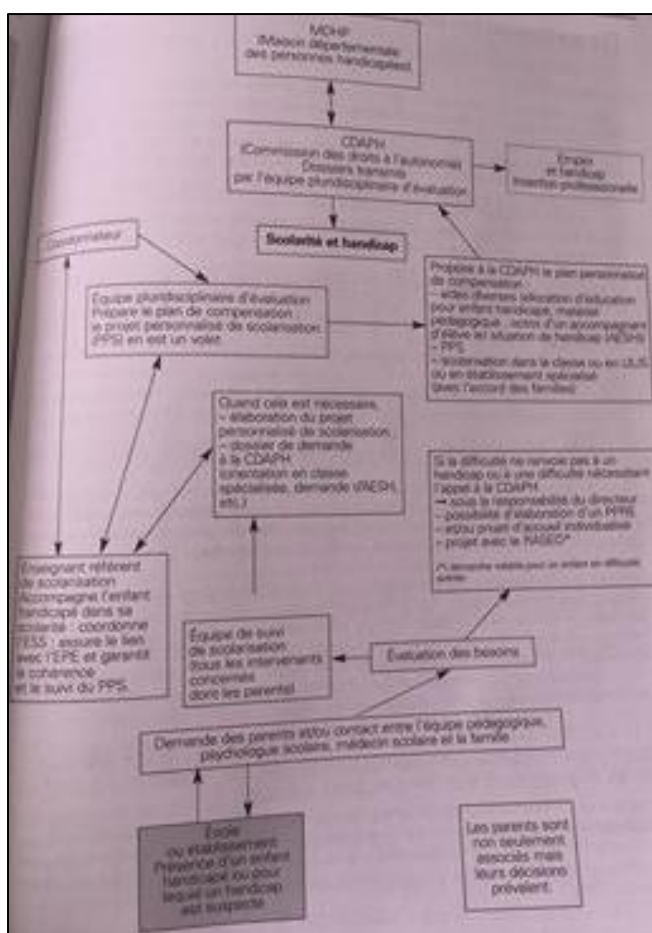 MDHP
(Maison départementale
des personnes handicapées)
CDAPH
(Commission des droits à l'autonomie)
Dossiers transmis
par l'équipe pluridisciplinaire d'évaluation
Emploi
et handicap
Insertion professionnelle
Scolarité et handicap
Coordonnateur
Équipe pluridisciplinaire d'évaluation
Prépare le plan de compensation :
le projet personnalisé de scolarisation
(PPS) en est un volet
Propose à la CDAPH le plan personnalisé
de compensation :
– aides diverses (allocation d'éducation
pour enfant handicapé, matériel
pédagogique ; octroi d'un accompagnant
d'élève en situation de handicap (AESH))
– PPS
– scolarisation dans la classe ou en ULIS
ou en établissement spécialisé
(avec l'accord des familles)
Quand cela est nécessaire,
– élaboration du projet
personnalisé de scolarisation ;
– dossier de demande
à la CDAPH
(orientation en classe
spécialisée, demande d'AESH,
etc.)
Si la difficulté ne renvoie pas à un
handicap ou à une difficulté nécessitant
l'appel à la CDAPH
→ sous la responsabilité du directeur
– possibilité d'élaboration d'un PPRE
– et/ou projet d'accueil individualisé
– projet avec le RASED*
démarche valable pour un enfant en difficulté
Enseignant référent
de scolarisation
Accompagne l'enfant
handicapé dans sa
scolarité : coordonne
l'ESS ; assure le lien
avec l'EPE et garantit
la cohérence
et le suivi du PPS.
Équipe de suivi
de scolarisation
(tous les intervenants
concernés
dont les parents)
Évaluation des besoins
Demande des parents et/ou contact entre l'équipe pédagogique,
psychologue scolaire, médecin scolaire et la famille
École
ou établissement
Présence d'un enfant
handicapé ou pour
lequel un handicap
est suspecté
Les parents sont
non seulement
associés mais
leurs décisions
prévalent.